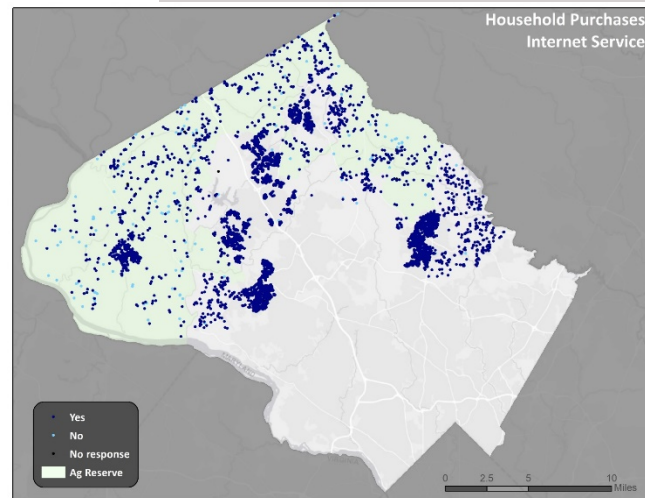 Household Purchases
Internet Service
Yes
No
No response
Ag Reserve
0 2.5 5 10
Miles